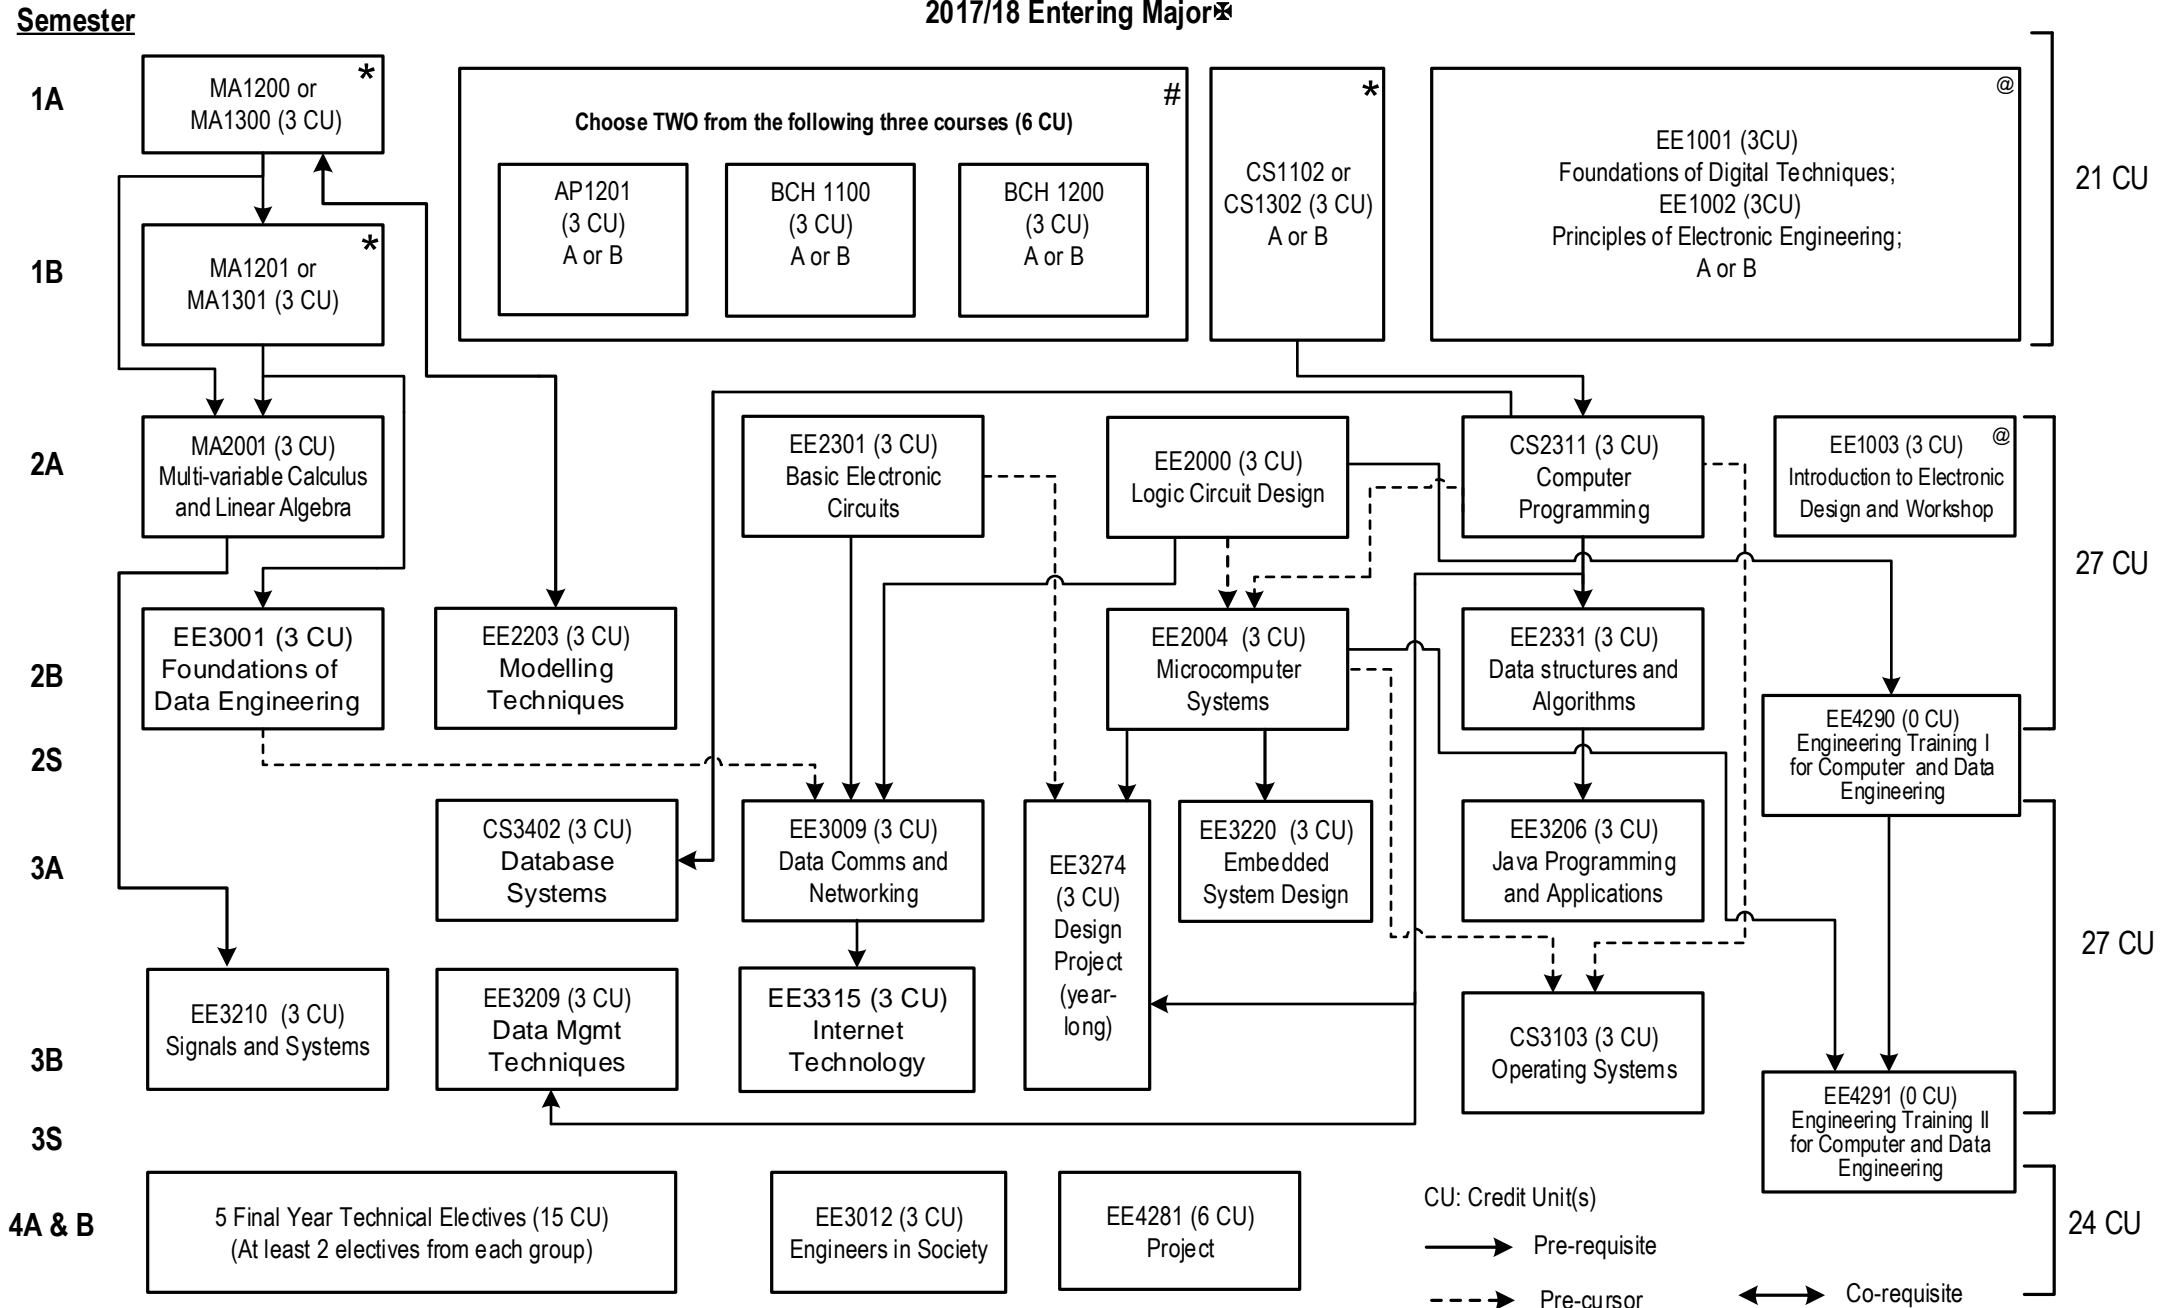 Semester
2017/18 Entering Major✠
1A
MA1200 or
MA1300 (3 CU)
*
#
Choose TWO from the following three courses (6 CU)
AP1201
(3 CU)
A or B
BCH 1100
(3 CU)
A or B
BCH 1200
(3 CU)
A or B
*
CS1102 or
CS1302 (3 CU)
A or B
@
EE1001 (3CU)
Foundations of Digital Techniques;
EE1002 (3CU)
Principles of Electronic Engineering;
A or B
21 CU
1B
MA1201 or
MA1301 (3 CU)
*
2A
MA2001 (3 CU)
Multi-variable Calculus
and Linear Algebra
EE2301 (3 CU)
Basic Electronic
Circuits
EE2000 (3 CU)
Logic Circuit Design
CS2311 (3 CU)
Computer
Programming
EE1003 (3 CU)
@
Introduction to Electronic
Design and Workshop
27 CU
2B
EE3001 (3 CU)
Foundations of
Data Engineering
EE2203 (3 CU)
Modelling
Techniques
EE2004 (3 CU)
Microcomputer
Systems
EE2331 (3 CU)
Data structures and
Algorithms
2S
EE4290 (0 CU)
Engineering Training I
for Computer and Data
Engineering
3A
CS3402 (3 CU)
Database
Systems
EE3009 (3 CU)
Data Comms and
Networking
EE3274
(3 CU)
Design
Project
(year-
long)
EE3220 (3 CU)
Embedded
System Design
EE3206 (3 CU)
Java Programming
and Applications
27 CU
3B
EE3210 (3 CU)
Signals and Systems
EE3209 (3 CU)
Data Mgmt
Techniques
EE3315 (3 CU)
Internet
Technology
CS3103 (3 CU)
Operating Systems
3S
EE4291 (0 CU)
Engineering Training II
for Computer and Data
Engineering
4A & B
5 Final Year Technical Electives (15 CU)
(At least 2 electives from each group)
EE3012 (3 CU)
Engineers in Society
EE4281 (6 CU)
Project
24 CU
CU: Credit Unit(s)
Pre-requisite
Pre-cursor
Co-requisite